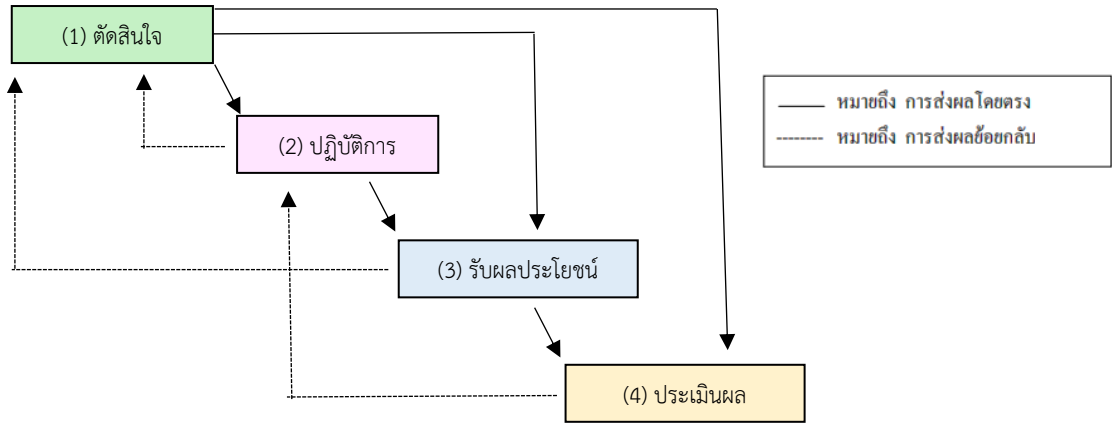 (1) ตัดสินใจ
หมายถึง การส่งผลโดยตรง
หมายถึง การส่งผลย้อยกลับ
(2) ปฏิบัติการ
(3) รับผลประโยชน์
(4) ประเมินผล